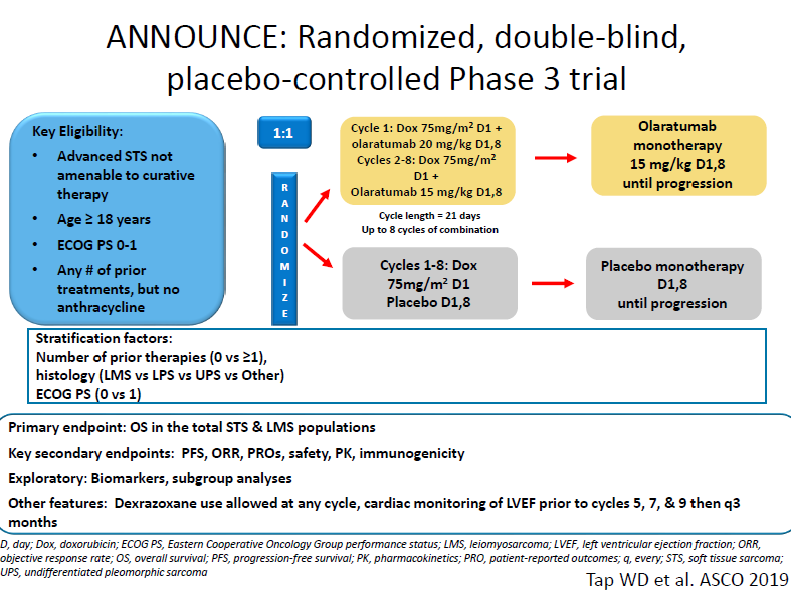 ANNOUNCE: Randomized, double-blind,
placebo-controlled Phase 3 trial
Key Eligibility:
• Advanced STS not
amenable to curative
therapy
• Age ≥ 18 years
• ECOG PS 0-1
• Any # of prior
treatments, but no
anthracycline
1:1
R
A
N
D
O
M
I
Z
E
Cycle 1: Dox 75mg/m² D1 +
olaratumab 20 mg/kg D1,8
Cycles 2-8: Dox 75mg/m²
D1 +
Olaratumab 15 mg/kg D1,8
Olaratumab
monotherapy
15 mg/kg D1,8
until progression
Cycle length = 21 days
Up to 8 cycles of combination
Cycles 1-8: Dox
75mg/m² D1
Placebo D1,8
Placebo monotherapy
D1,8
until progression
Stratification factors:
Number of prior therapies (0 vs ≥1),
histology (LMS vs LPS vs UPS vs Other)
ECOG PS (0 vs 1)
Primary endpoint: OS in the total STS & LMS populations
Key secondary endpoints: PFS, ORR, PROs, safety, PK, immunogenicity
Exploratory: Biomarkers, subgroup analyses
Other features: Dexrazoxane use allowed at any cycle, cardiac monitoring of LVEF prior to cycles 5, 7, & 9 then q3
months
D, day; Dox, doxorubicin; ECOG PS, Eastern Cooperative Oncology Group performance status; LMS, leiomyosarcoma; LVEF, left ventricular ejection fraction; ORR,
objective response rate; OS, overall survival; PFS, progression-free survival; PK, pharmacokinetics; PRO, patient-reported outcomes; q, every; STS, soft tissue sarcoma;
UPS, undifferentiated pleomorphic sarcoma
Tap WD et al. ASCO 2019